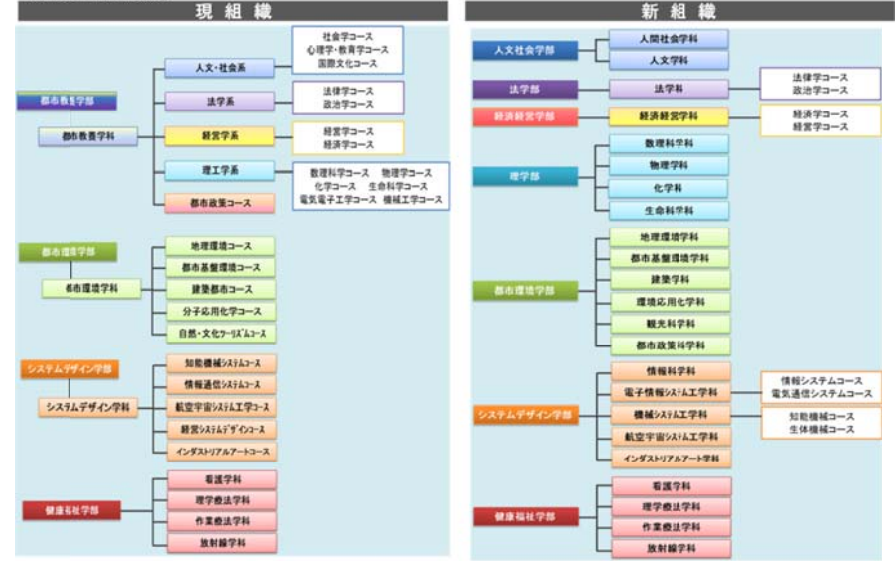 現組織
都市教養学部
都市教養学科
人文・社会系
社会学コース
心理学・教育学コース
国際文化コース
法学系
法律学コース
政治学コース
経営学系
経営学コース
経済学コース
理工学系
数理科学コース 物理学コース
化学コース 生命科学コース
電気電子工学コース 機械工学コース
都市政策コース
都市環境学部
都市環境学科
地理環境コース
都市基盤環境コース
建築都市コース
分子応用化学コース
自然・文化ツーリズムコース
システムデザイン学部
システムデザイン学科
知能機械システムコース
情報通信システムコース
航空宇宙システム工学コース
経営システムデザインコース
インダストリアルアートコース
健康福祉学部
看護学科
理学療法学科
作業療法学科
放射線学科
新組織
人文社会学部
人間社会学科
人文学科
法学部
法学科
法律学コース
政治学コース
経済経営学部
経済経営学科
経済学コース
経営学コース
理学部
数理科学科
物理学科
化学科
生命科学科
都市環境学部
地理環境学科
都市基盤環境学科
建築学科
環境応用化学科
観光科学科
都市政策科学科
システムデザイン学部
情報科学科
電子情報システム工学科
情報システムコース
電気通信システムコース
機械システム工学科
知能機械コース
生体機械コース
航空宇宙システム工学科
インダストリアルアート学科
健康福祉学部
看護学科
理学療法学科
作業療法学科
放射線学科